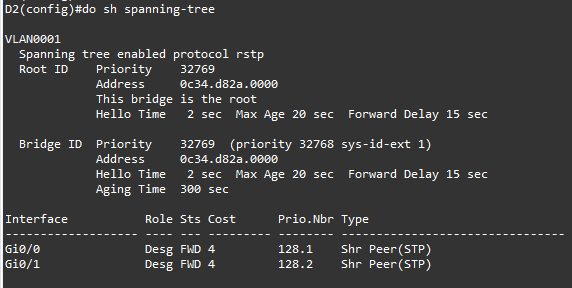 D2(config)#do sh spanning-tree
VLAN0001
  Spanning tree enabled protocol rstp
  Root ID    Priority    32769
             Address     0c34.d82a.0000
             This bridge is the root
             Hello Time   2 sec  Max Age 20 sec  Forward Delay 15 sec
  Bridge ID  Priority    32769  (priority 32768 sys-id-ext 1)
             Address     0c34.d82a.0000
             Hello Time   2 sec  Max Age 20 sec  Forward Delay 15 sec
             Aging Time  300 sec
Interface           Role Sts Cost      Prio.Nbr Type
------------------- ---- --- --------- -------- --------------------------------
Gi0/0               Desg FWD 4         128.1    Shr Peer(STP)
Gi0/1               Desg FWD 4         128.2    Shr Peer(STP)